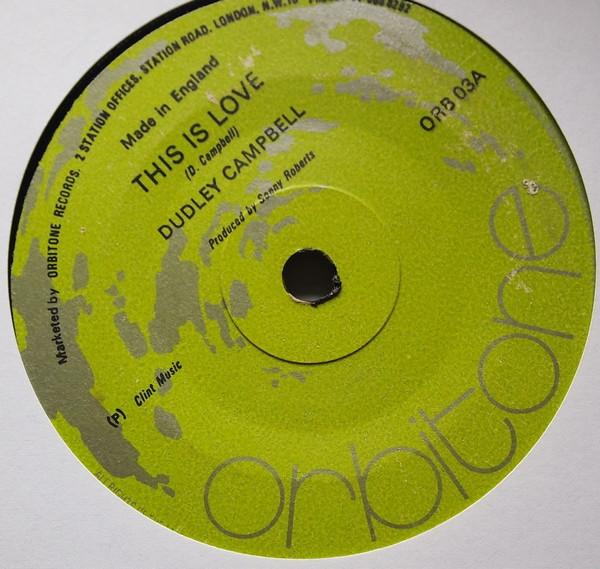 Marketed by ORBITONE RECORDS, 2 STATION OFFICES, STATION ROAD, LONDON, N.W.10
Made in England
THIS IS LOVE
(D. Campbell)
DUDLEY CAMPBELL
Produced by Sonny Roberts
ORB 03A
(P) Clint Music
orbitone